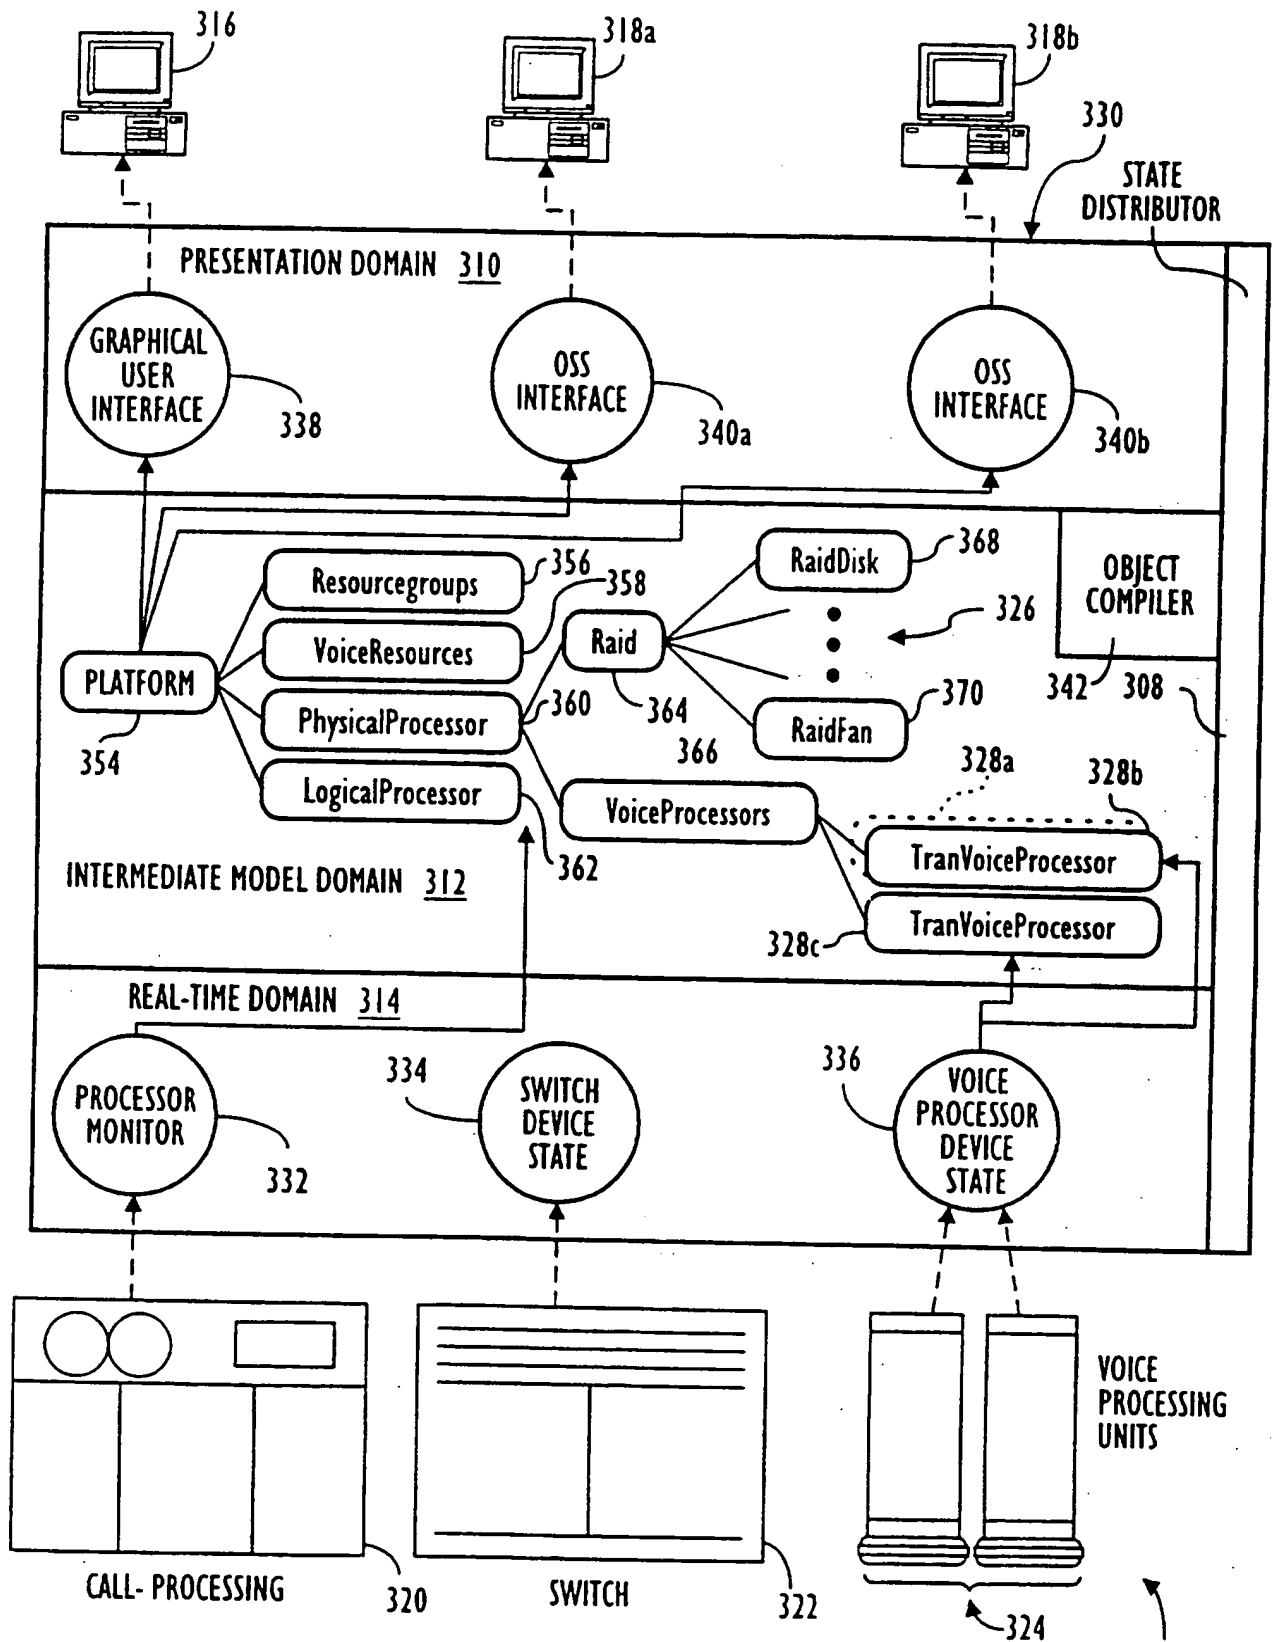 316
318a
318b
330
STATE
DISTRIBUTOR
PRESENTATION DOMAIN 310
GRAPHICAL
USER
INTERFACE
338
OSS
INTERFACE
340a
OSS
INTERFACE
340b
Resourcegroups
356
358
RaidDisk
368
OBJECT
COMPILER
VoiceResources
Raid
326
PLATFORM
354
PhysicalProcessor
360
364
366
RaidFan
370
342
308
LogicalProcessor
362
VoiceProcessors
328a
328b
TranVoiceProcessor
TranVoiceProcessor
328c
INTERMEDIATE MODEL DOMAIN 312
REAL-TIME DOMAIN 314
PROCESSOR
MONITOR
332
334
SWITCH
DEVICE
STATE
336
VOICE
PROCESSOR
DEVICE
STATE
VOICE
PROCESSING
UNITS
CALL- PROCESSING
320
SWITCH
322
324